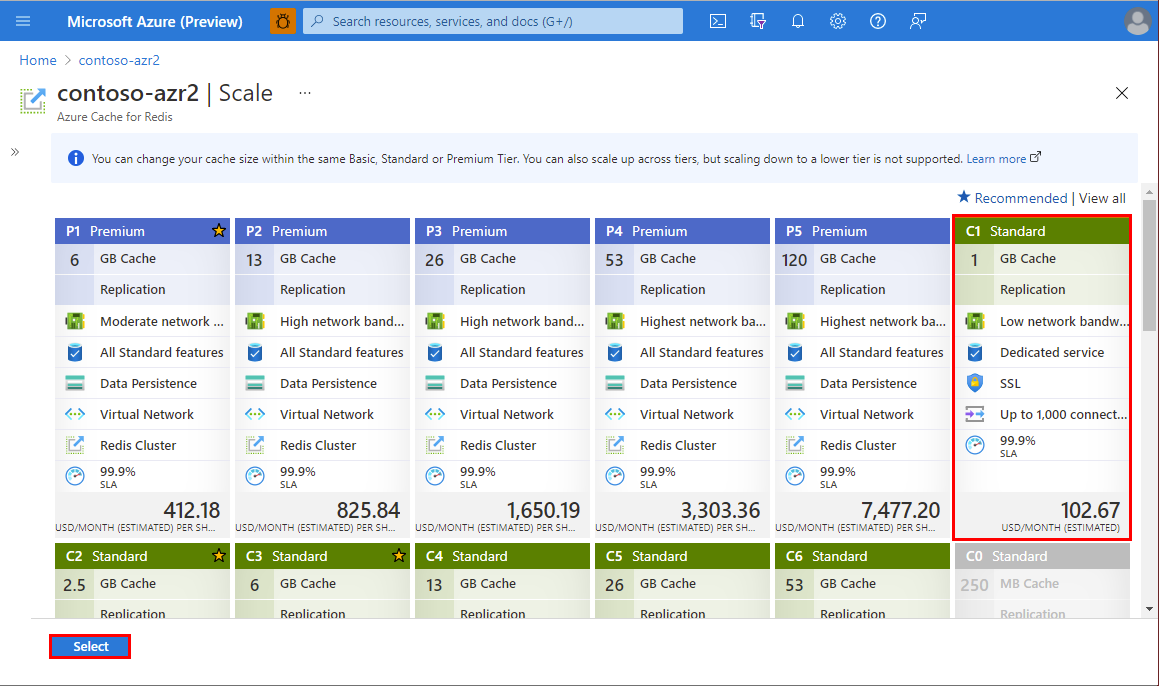 Microsoft Azure (Preview)
Search resources, services, and docs (G+/)
Home > contoso-azr2
contoso-azr2 | Scale ...
Azure Cache for Redis
»
You can change your cache size within the same Basic, Standard or Premium Tier. You can also scale up across tiers, but scaling down to a lower tier is not supported. Learn more
Recommended | View all
P1 Premium
6 GB Cache
Replication
Moderate network ...
All Standard features
Data Persistence
Virtual Network
Redis Cluster
99.9%
SLA
412.18
USD/MONTH (ESTIMATED) PER SH...
P2 Premium
13 GB Cache
Replication
High network band...
All Standard features
Data Persistence
Virtual Network
Redis Cluster
99.9%
SLA
825.84
USD/MONTH (ESTIMATED) PER SH...
P3 Premium
26 GB Cache
Replication
High network band...
All Standard features
Data Persistence
Virtual Network
Redis Cluster
99.9%
SLA
1,650.19
USD/MONTH (ESTIMATED) PER SH...
P4 Premium
53 GB Cache
Replication
Highest network ba...
All Standard features
Data Persistence
Virtual Network
Redis Cluster
99.9%
SLA
3,303.36
USD/MONTH (ESTIMATED) PER SH...
P5 Premium
120 GB Cache
Replication
Highest network ba...
All Standard features
Data Persistence
Virtual Network
Redis Cluster
99.9%
SLA
7,477.20
USD/MONTH (ESTIMATED) PER SH...
C1 Standard
1 GB Cache
Replication
Low network bandw...
Dedicated service
SSL
Up to 1,000 connect...
99.9%
SLA
102.67
USD/MONTH (ESTIMATED)
C2 Standard
2.5 GB Cache
Replication
C3 Standard
6 GB Cache
Replication
C4 Standard
13 GB Cache
Replication
C5 Standard
26 GB Cache
Replication
C6 Standard
53 GB Cache
Replication
C0 Standard
250 MB Cache
Replication
Select